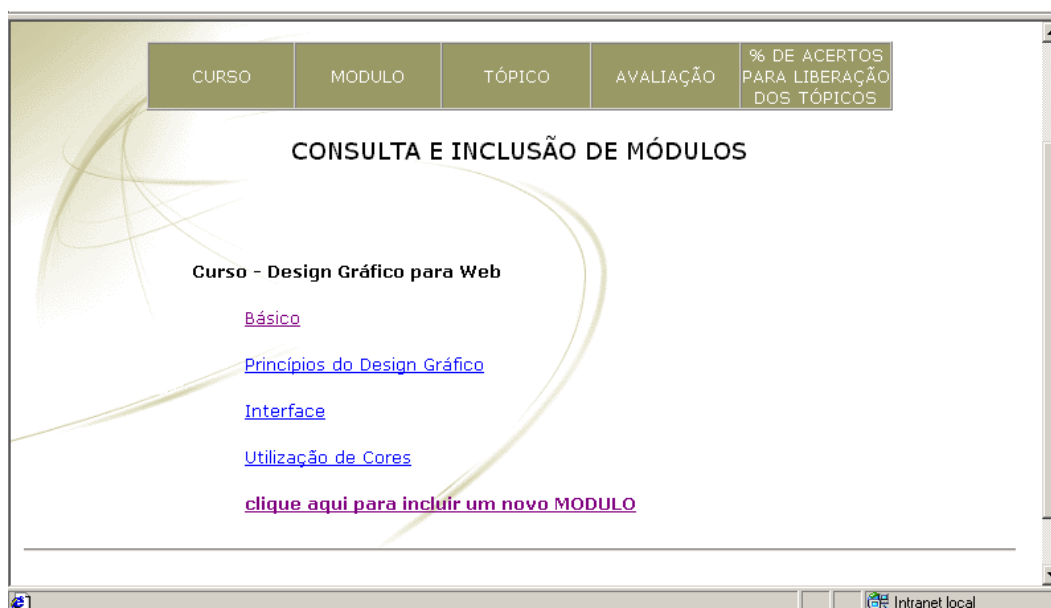 CURSO
MODULO
TÓPICO
AVALIAÇÃO
% DE ACERTOS
PARA LIBERAÇÃO
DOS TÓPICOS
CONSULTA E INCLUSÃO DE MÓDULOS
Curso - Design Gráfico para Web
Básico
Princípios do Design Gráfico
Interface
Utilização de Cores
clique aqui para incluir um novo MODULO
Intranet local